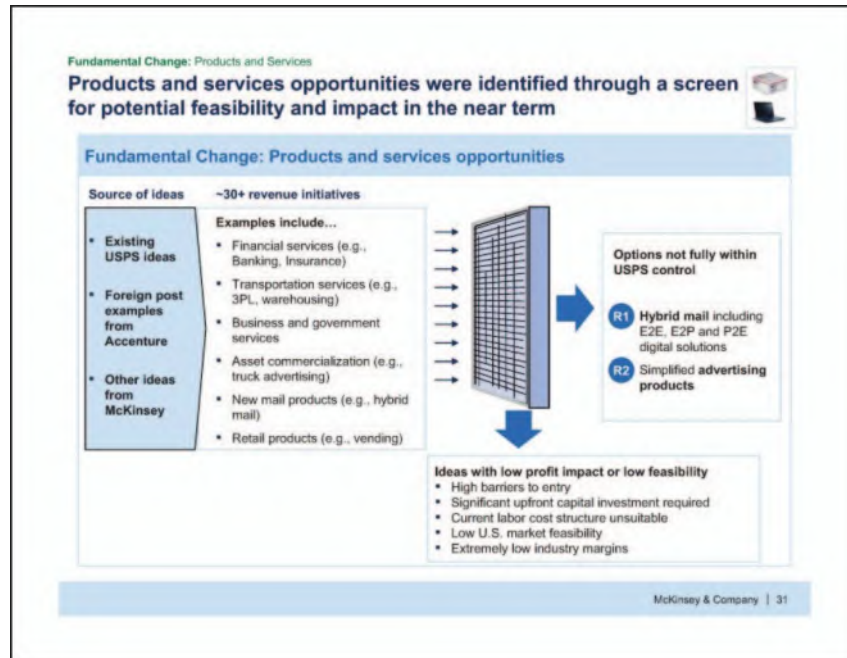 Fundamental Change: Products and Services
Products and services opportunities were identified through a screen
for potential feasibility and impact in the near term
Fundamental Change: Products and services opportunities
Source of ideas
▪ Existing
USPS ideas
▪ Foreign post
examples
from
Accenture
▪ Other ideas
from
McKinsey
~30+ revenue initiatives
Examples include…
▪ Financial services (e.g.,
Banking, Insurance)
▪ Transportation services (e.g.,
3PL, warehousing)
▪ Business and government
services
▪ Asset commercialization (e.g.,
truck advertising)
▪ New mail products (e.g., hybrid
mail)
▪ Retail products (e.g., vending)
Options not fully within
USPS control
R1 Hybrid mail including
E2E, E2P and P2E
digital solutions
R2 Simplified advertising
products
Ideas with low profit impact or low feasibility
▪ High barriers to entry
▪ Significant upfront capital investment required
▪ Current labor cost structure unsuitable
▪ Low U.S. market feasibility
▪ Extremely low industry margins
McKinsey & Company | 31